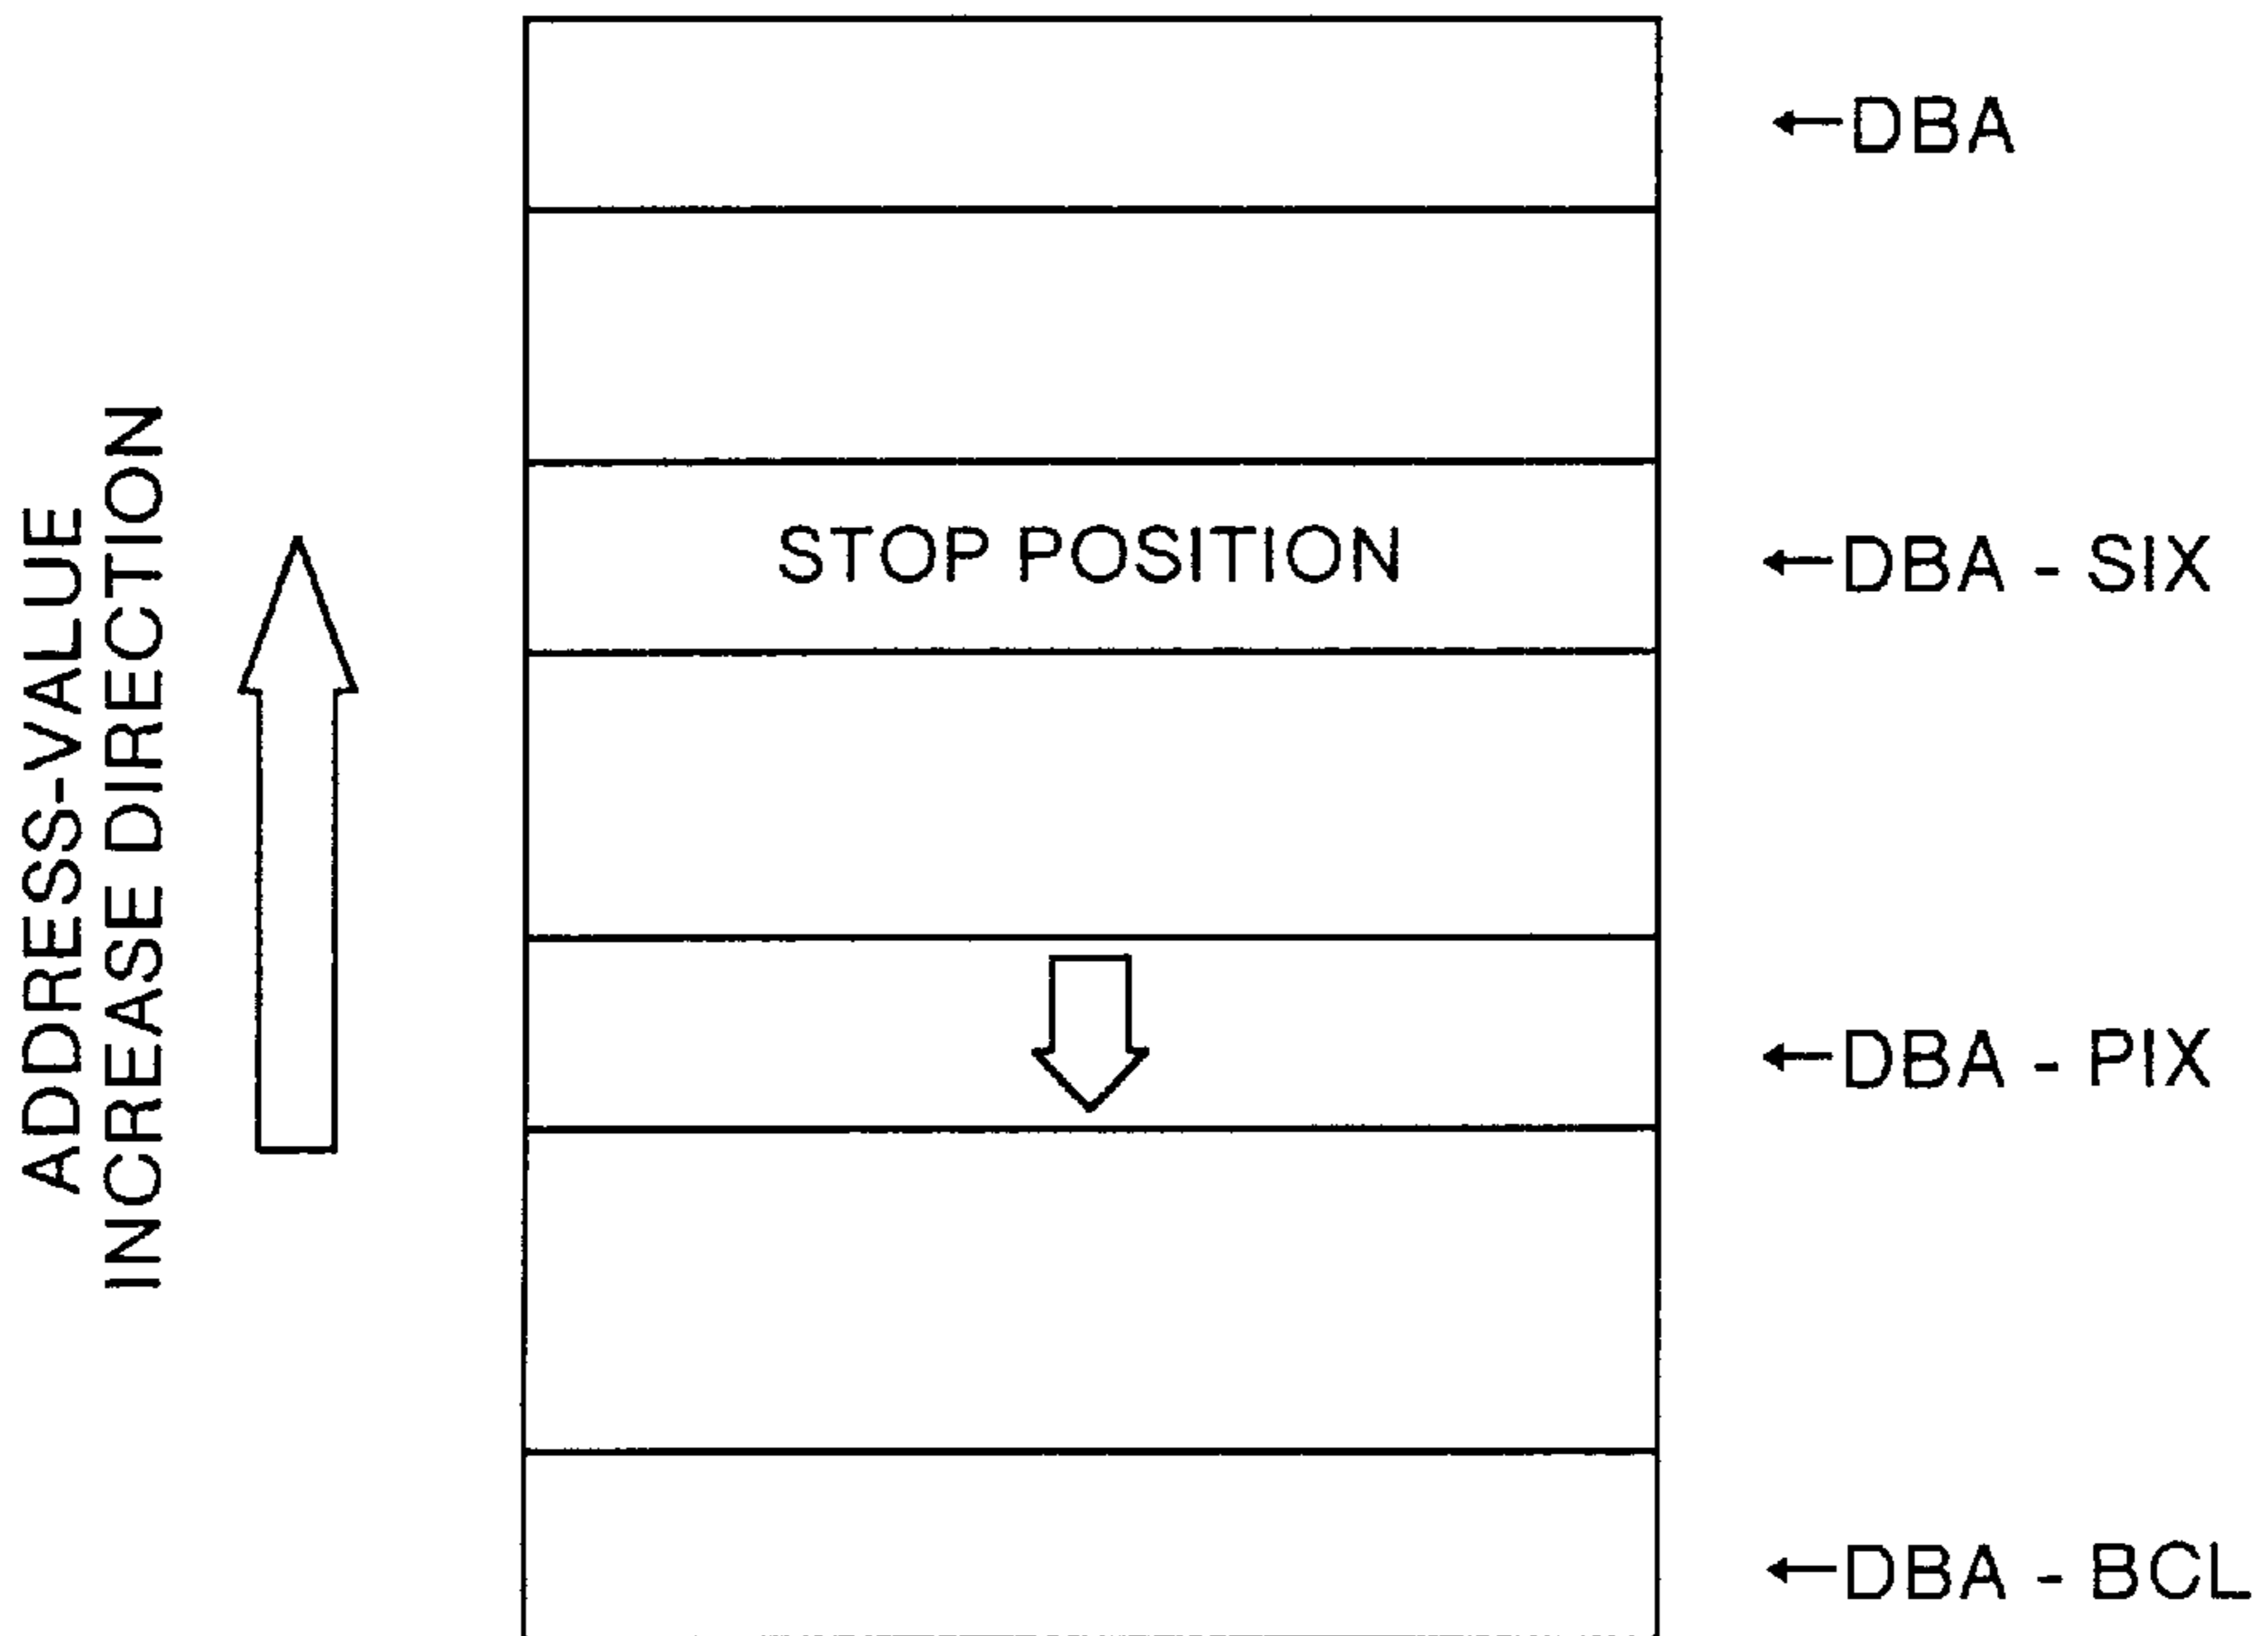 ADDRESS-VALUE
INCREASE DIRECTION
←DBA
STOP POSITION
←DBA - SIX
←DBA - PIX
←DBA - BCL